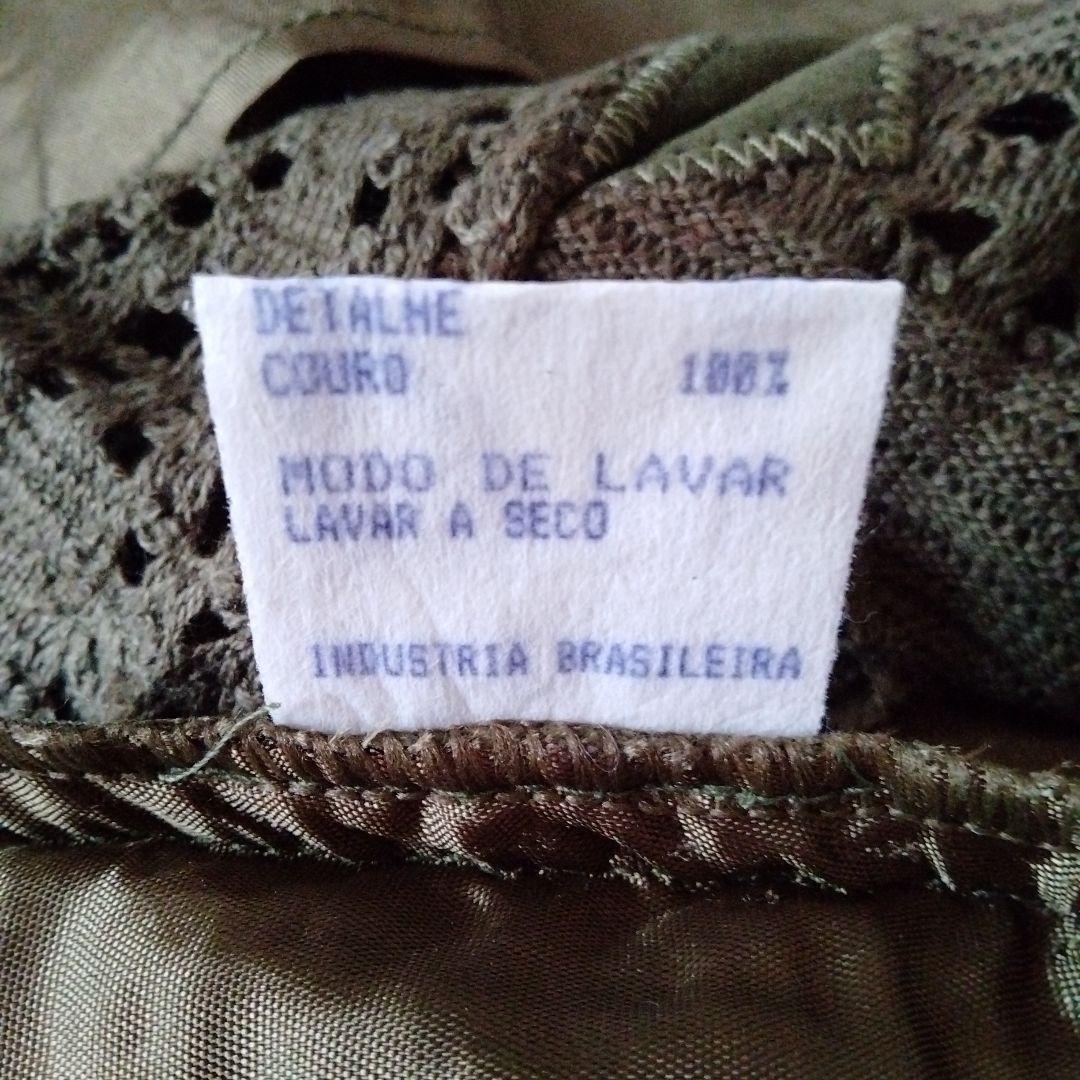 DETALHE
COURO 100%
MODO DE LAVAR
LAVAR A SECO
INDUSTRIA BRASILEIRA